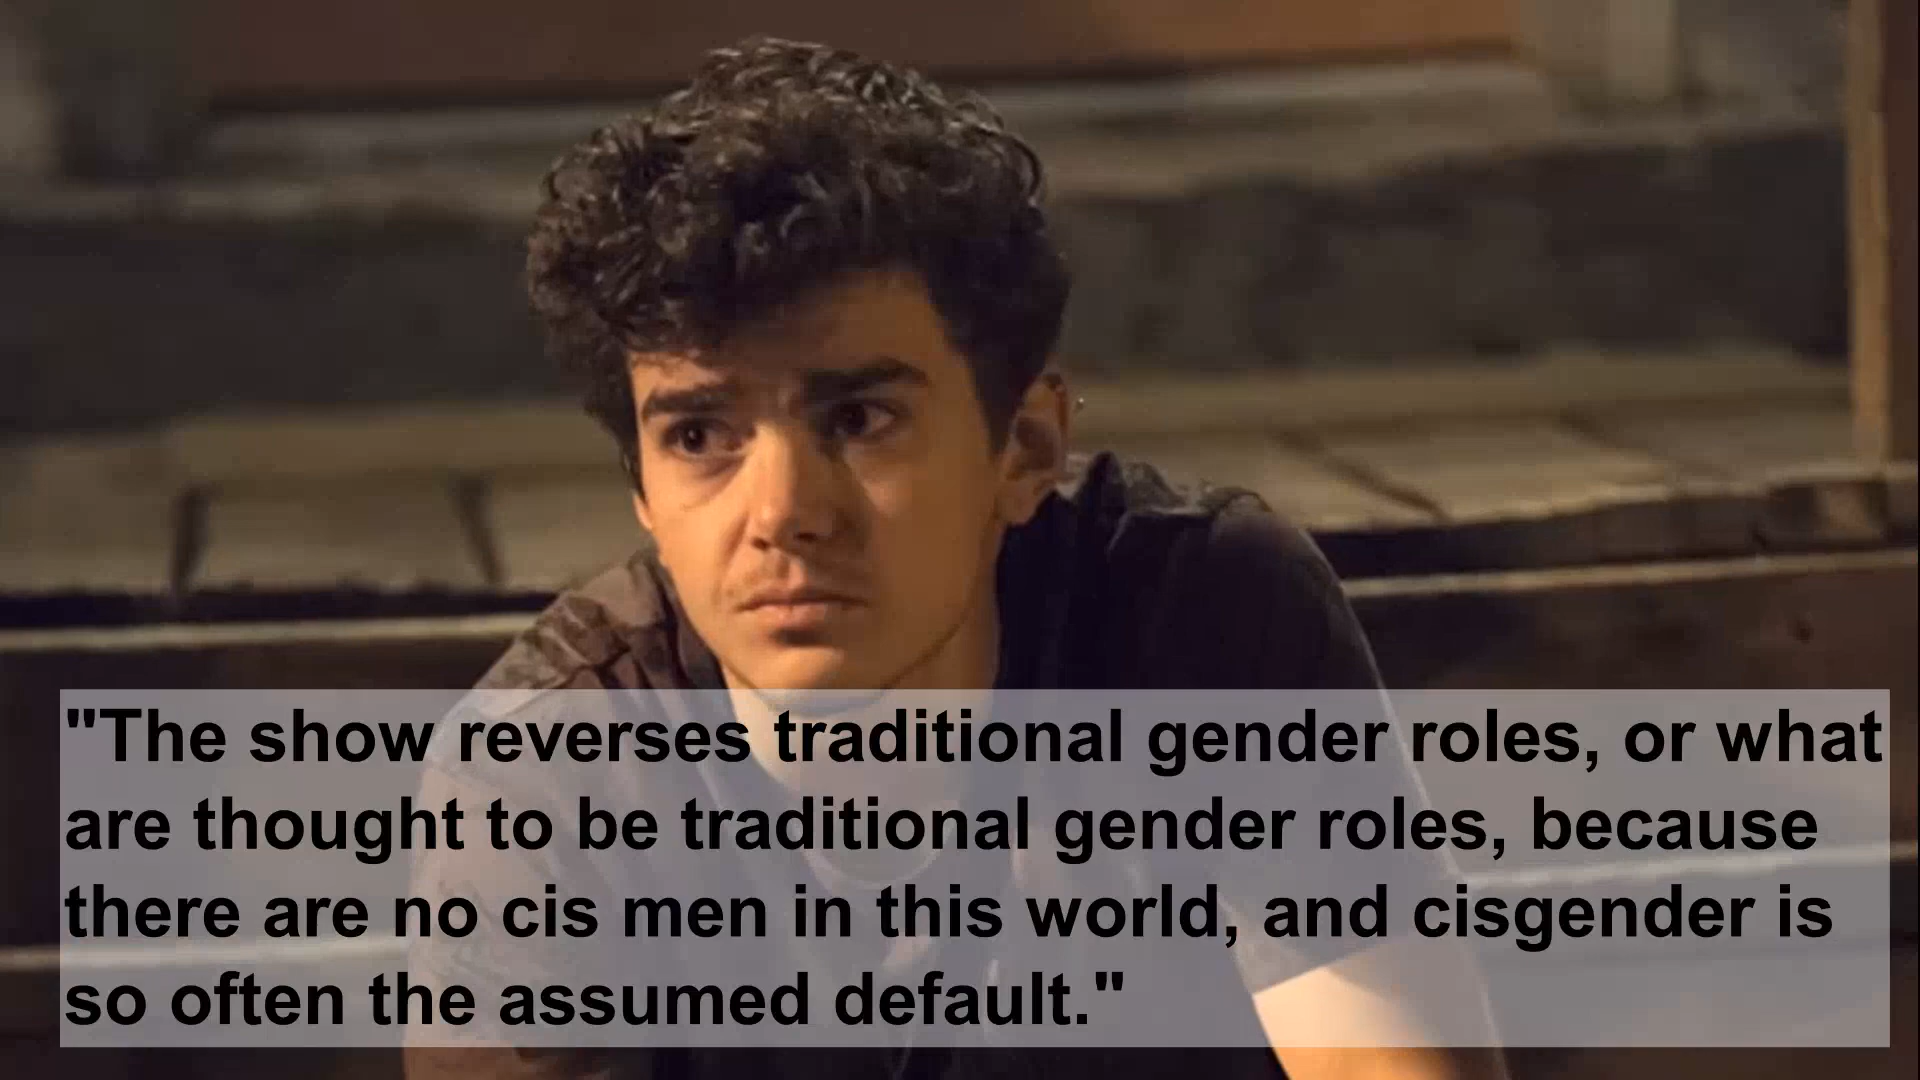 "The show reverses traditional gender roles, or what
are thought to be traditional gender roles, because
there are no cis men in this world, and cisgender is
so often the assumed default."